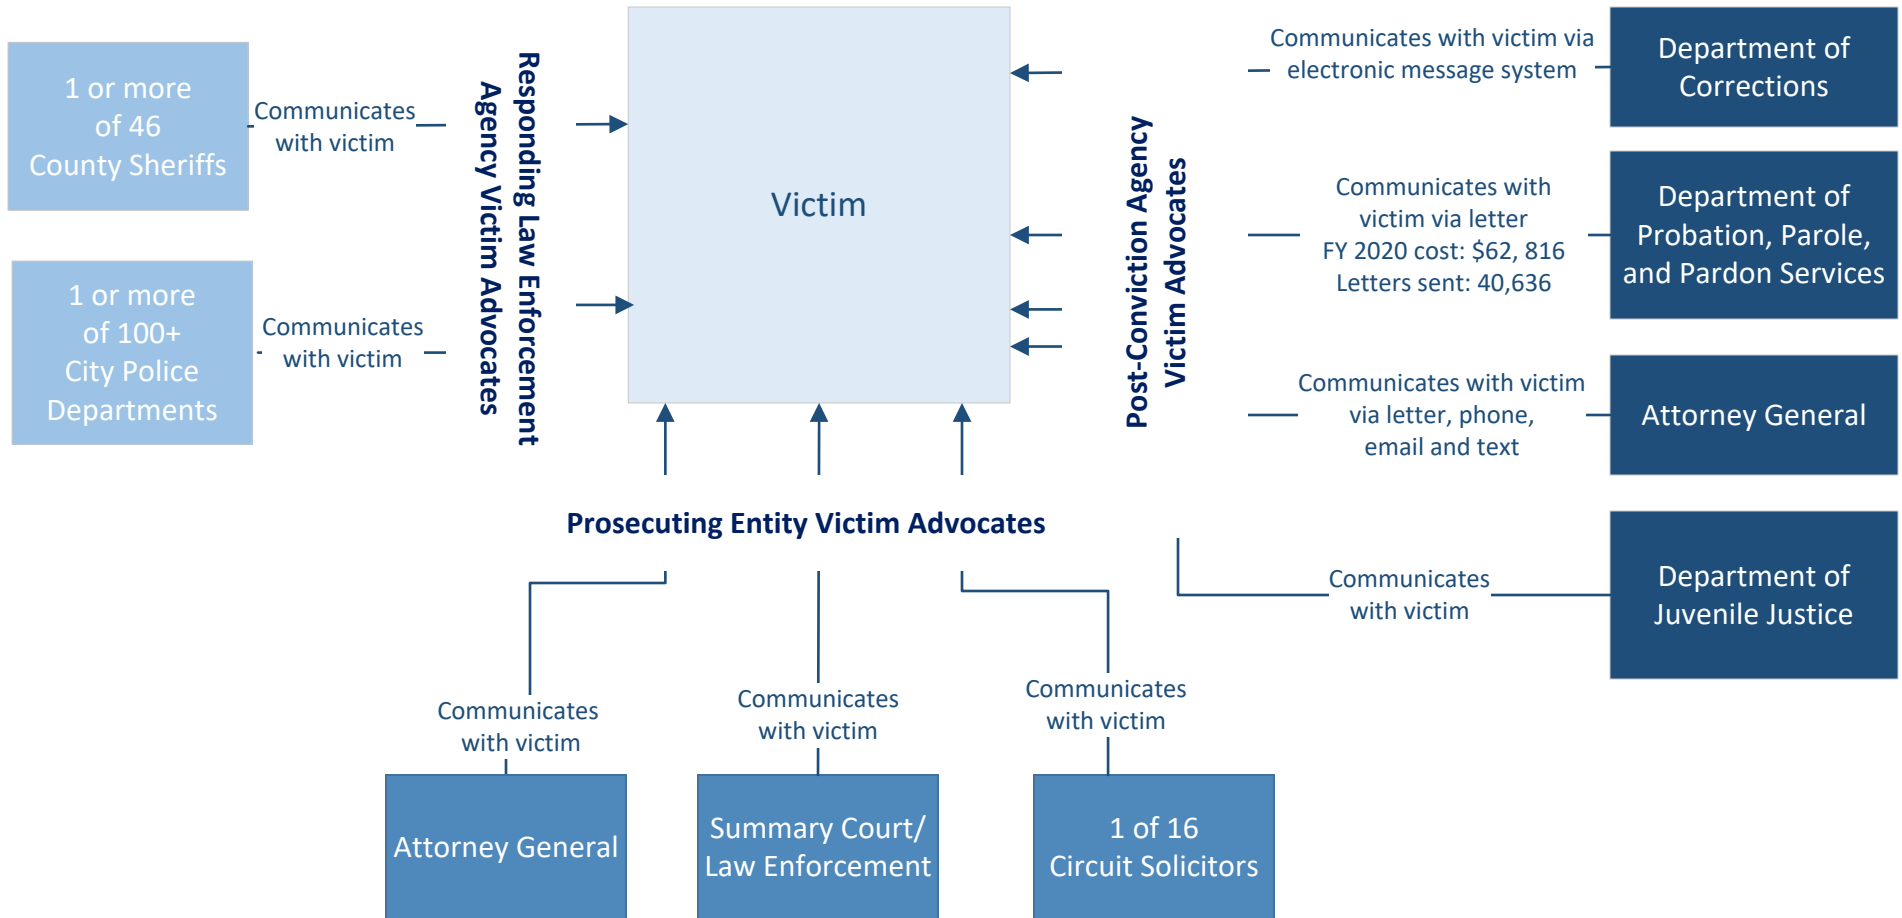 1 or more
of 46
County Sheriffs
Communicates
with victim
1 or more
of 100+
City Police
Departments
Communicates
with victim
Responding Law Enforcement
Agency Victim Advocates
Victim
Post-Conviction Agency
Victim Advocates
Communicates with victim via
electronic message system
Department of
Corrections
Communicates with
victim via letter
FY 2020 cost: $62, 816
Letters sent: 40,636
Department of
Probation, Parole,
and Pardon Services
Communicates with victim
via letter, phone,
email and text
Attorney General
Communicates
with victim
Department of
Juvenile Justice
Prosecuting Entity Victim Advocates
Communicates
with victim
Attorney General
Communicates
with victim
Summary Court/
Law Enforcement
Communicates
with victim
1 of 16
Circuit Solicitors